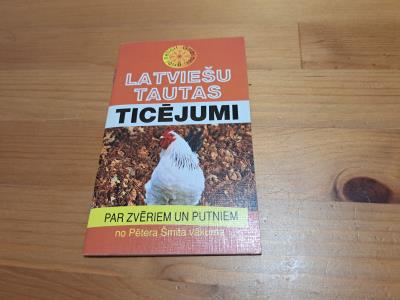 LATVIEŠU
TAUTAS
TICĒJUMI
PAR ZVĒRIEM UN PUTNIEM
no Pētera Šmita vākuma